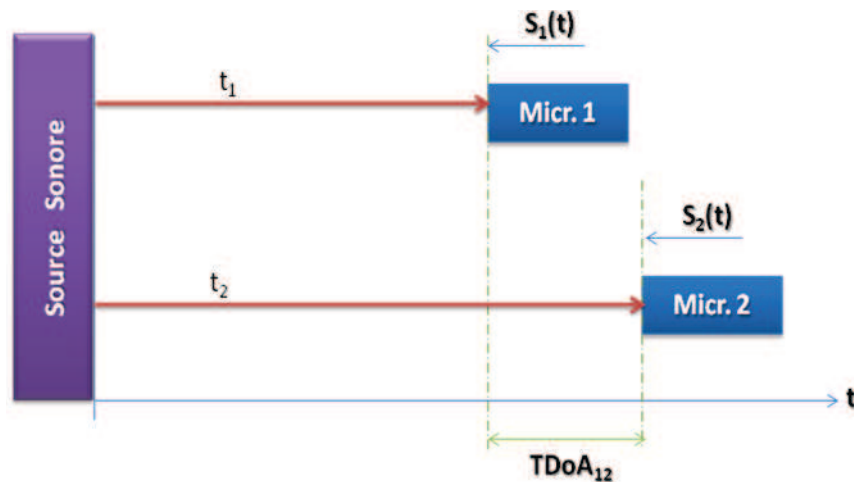 S₁(t)
t₁
Micr. 1
Source Sonore
S₂(t)
t₂
Micr. 2
t
TDoA₁₂